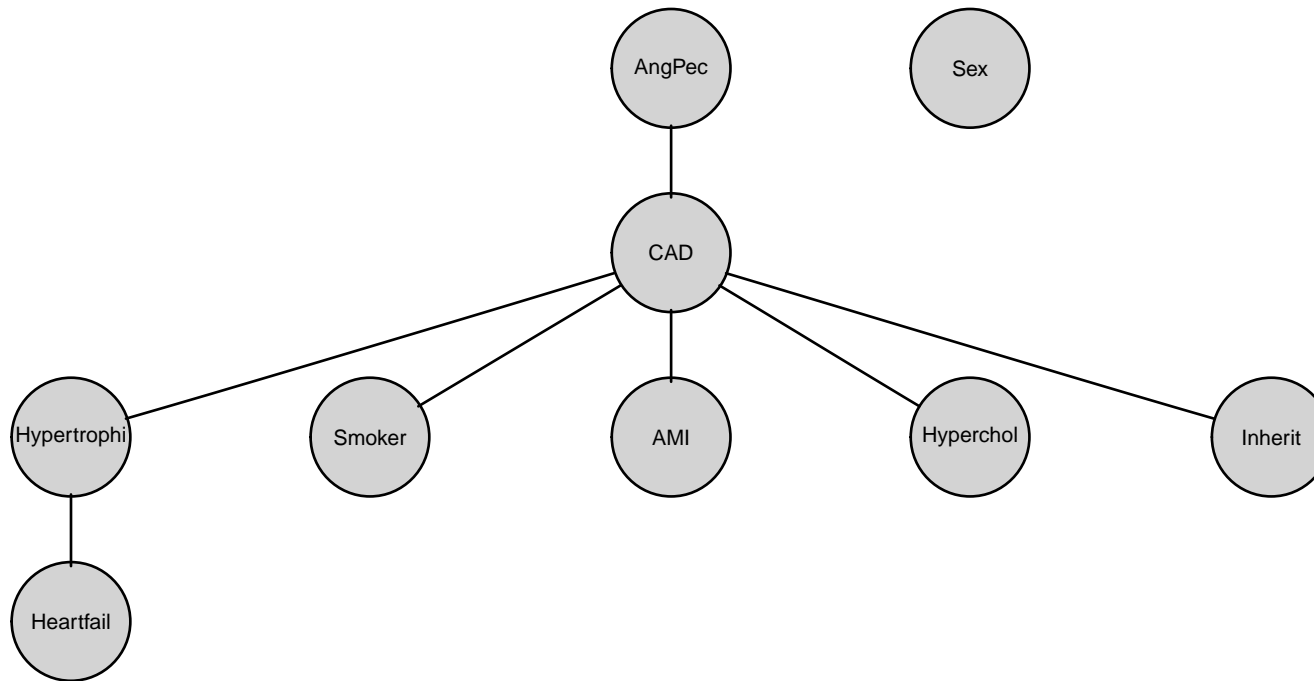 AngPec
Sex
CAD
Hypertrophi
Smoker
AMI
Hyperchol
Inherit
Heartfail